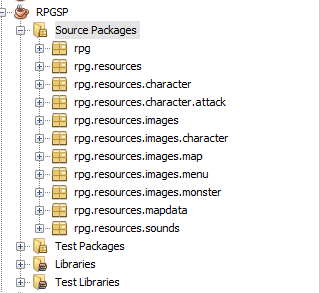 RPGSP
Source Packages
rpg
rpg.resources
rpg.resources.character
rpg.resources.character.attack
rpg.resources.images
rpg.resources.images.character
rpg.resources.images.map
rpg.resources.images.menu
rpg.resources.images.monster
rpg.resources.mapdata
rpg.resources.sounds
Test Packages
Libraries
Test Libraries